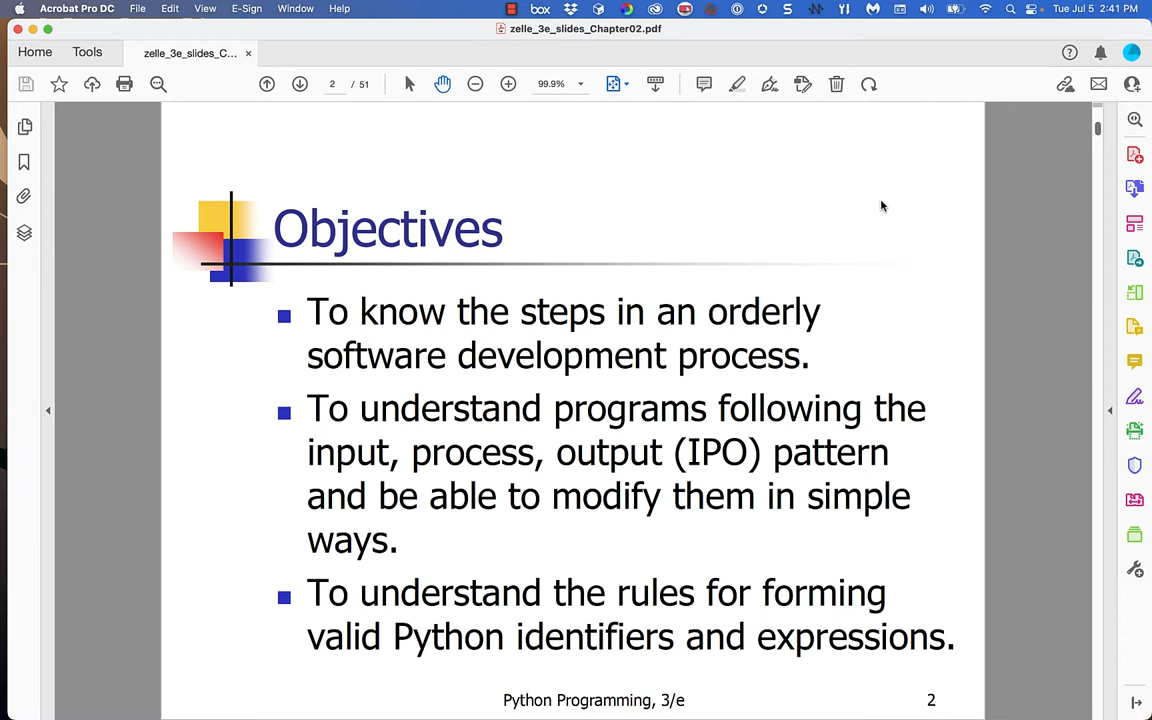 Acrobat Pro DC File Edit View E-Sign Window Help box Tue Jul 5 2:41 PM
zelle_3e_slides_Chapter02.pdf
Home Tools zelle_3e_slides_C... ×
2 / 51 99.9%
Objectives
To know the steps in an orderly
software development process.
To understand programs following the
input, process, output (IPO) pattern
and be able to modify them in simple
ways.
To understand the rules for forming
valid Python identifiers and expressions.
Python Programming, 3/e 2